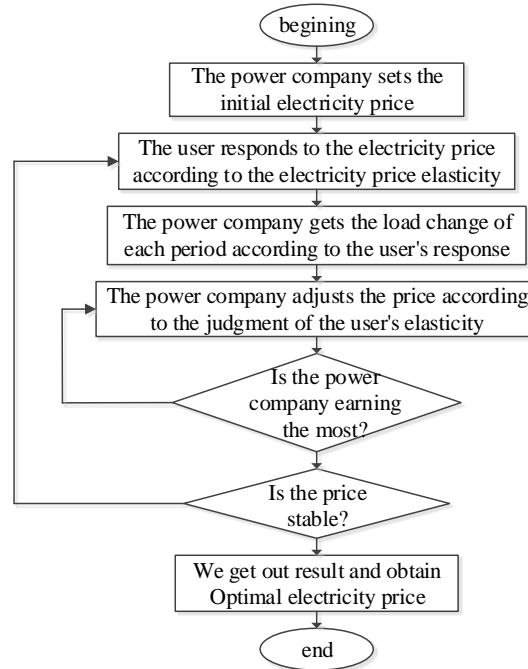 begining
The power company sets the
initial electricity price
The user responds to the electricity price
according to the electricity price elasticity
The power company gets the load change of
each period according to the user's response
The power company adjusts the price according
to the judgment of the user's elasticity
Is the power
company earning
the most?
Is the price
stable?
We get out result and obtain
Optimal electricity price
end